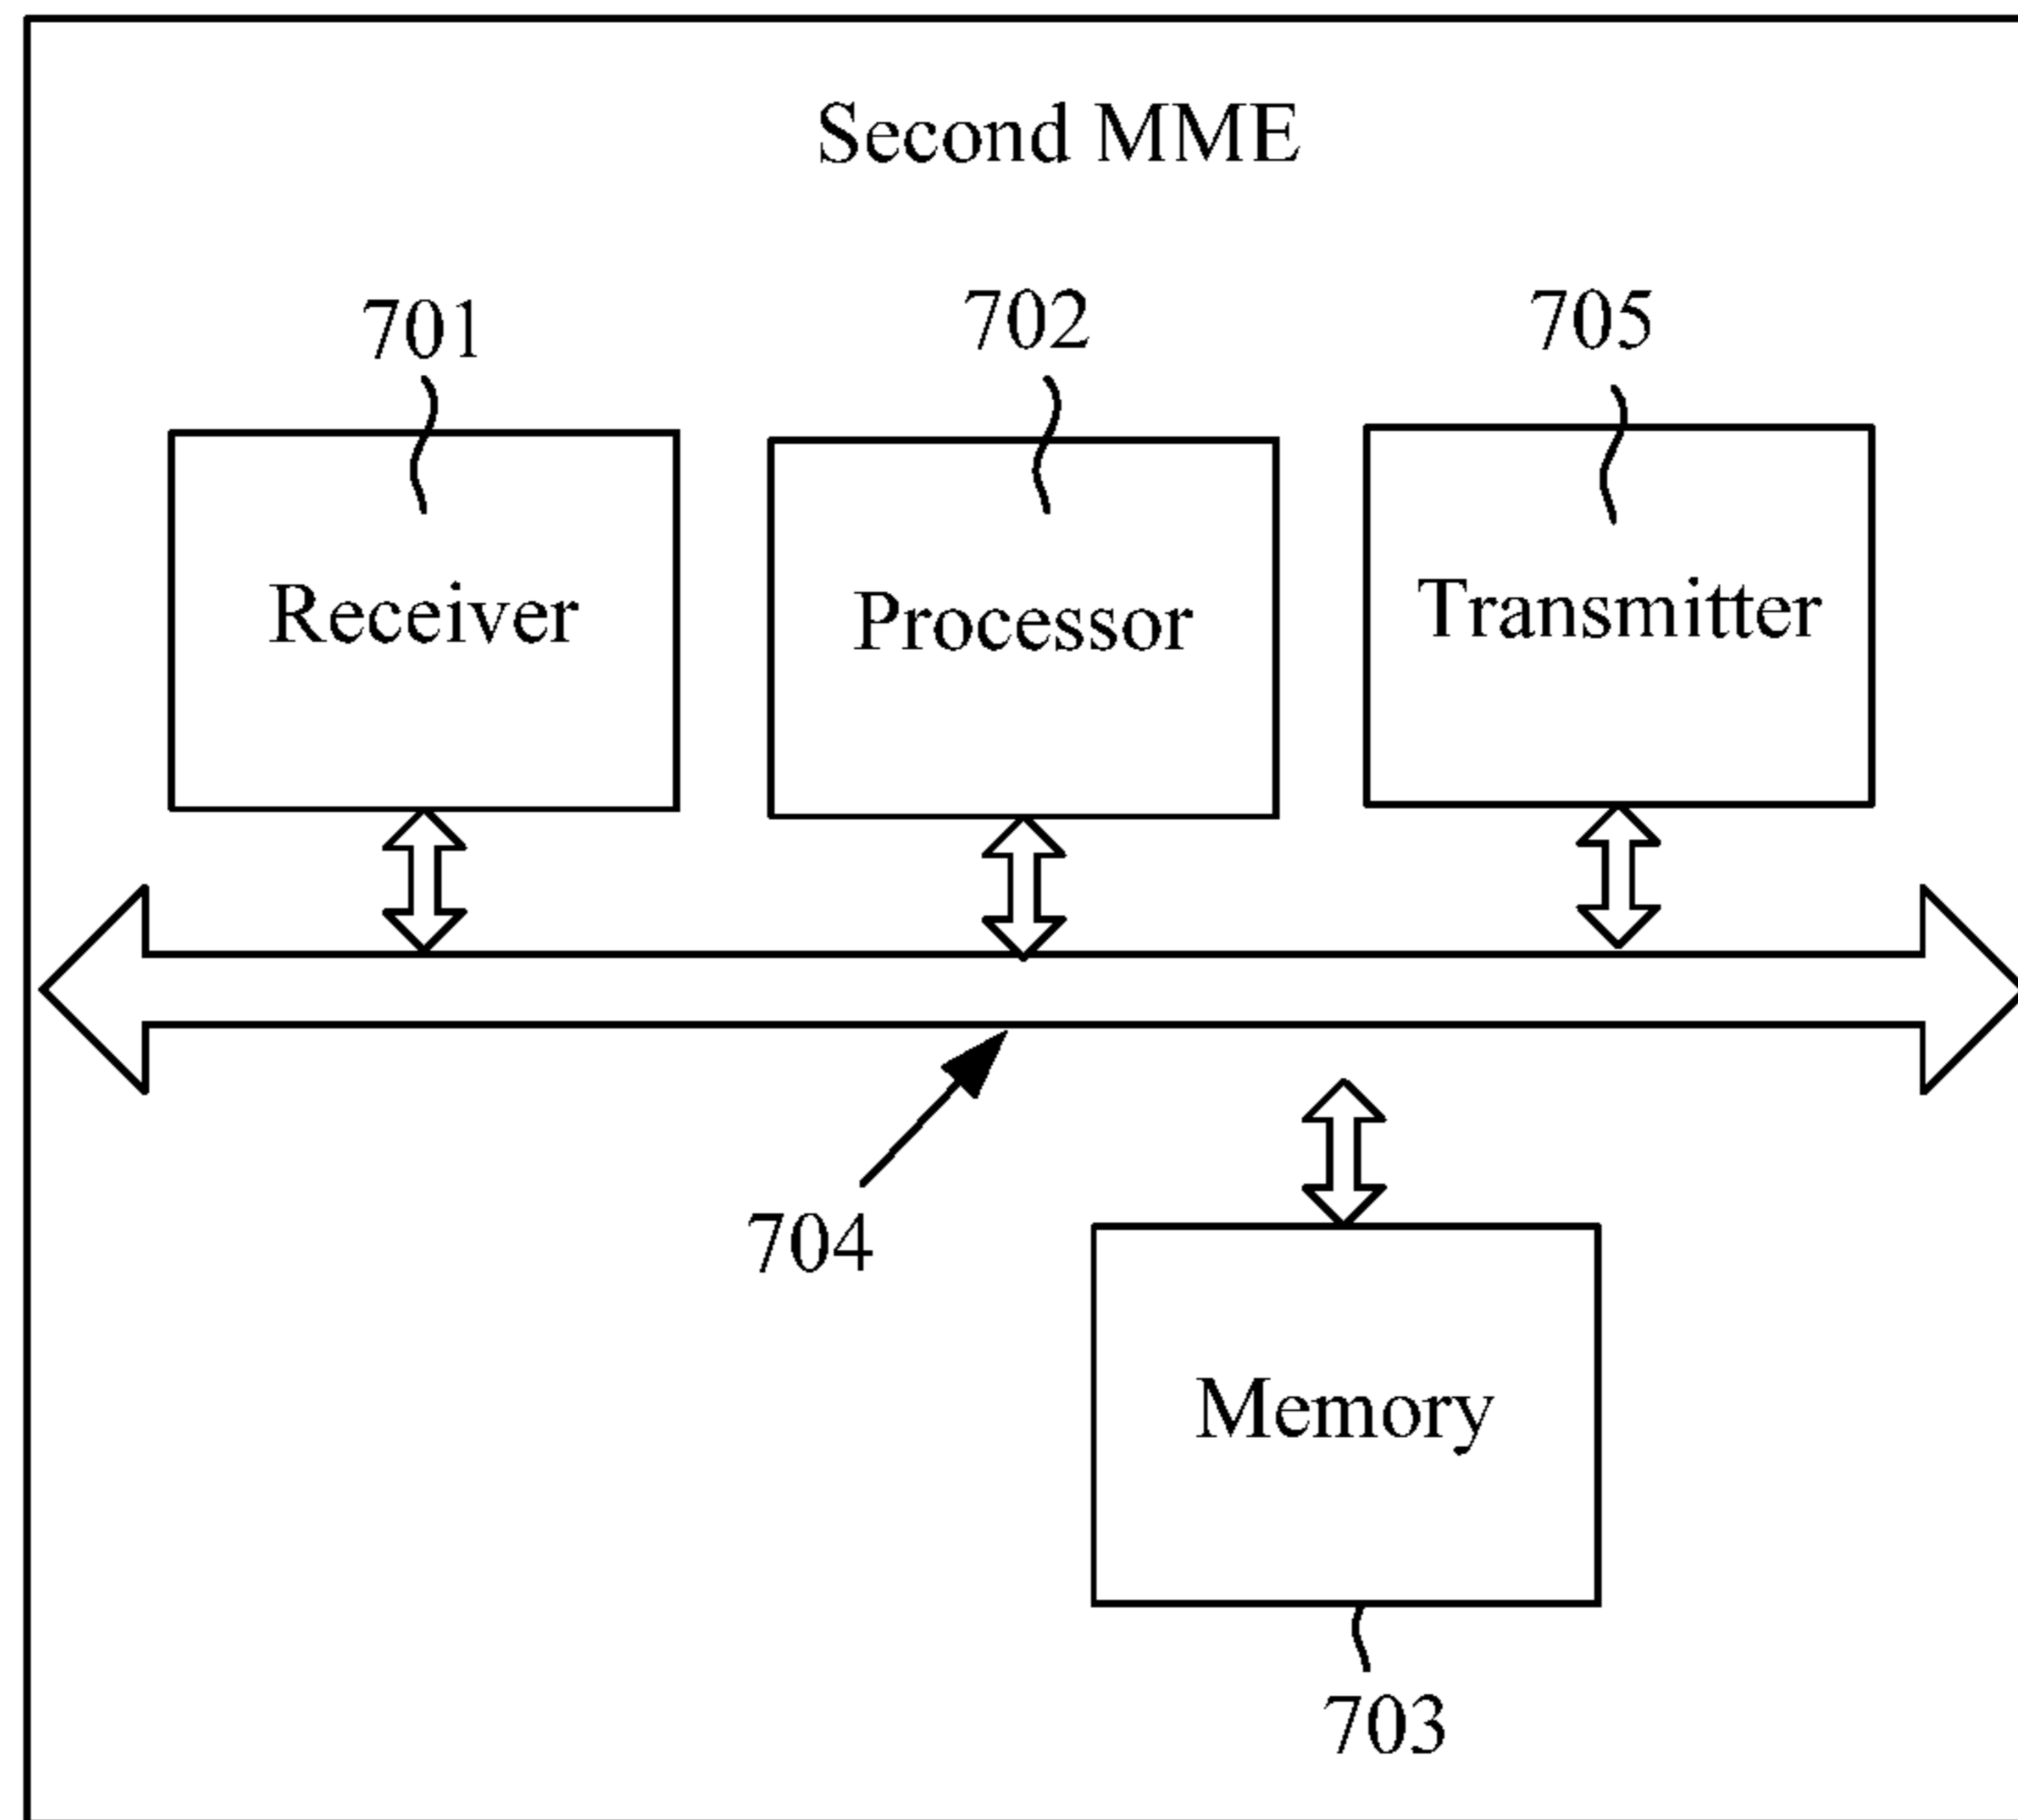 Second MME
701
702
705
Receiver
Processor
Transmitter
704
Memory
703